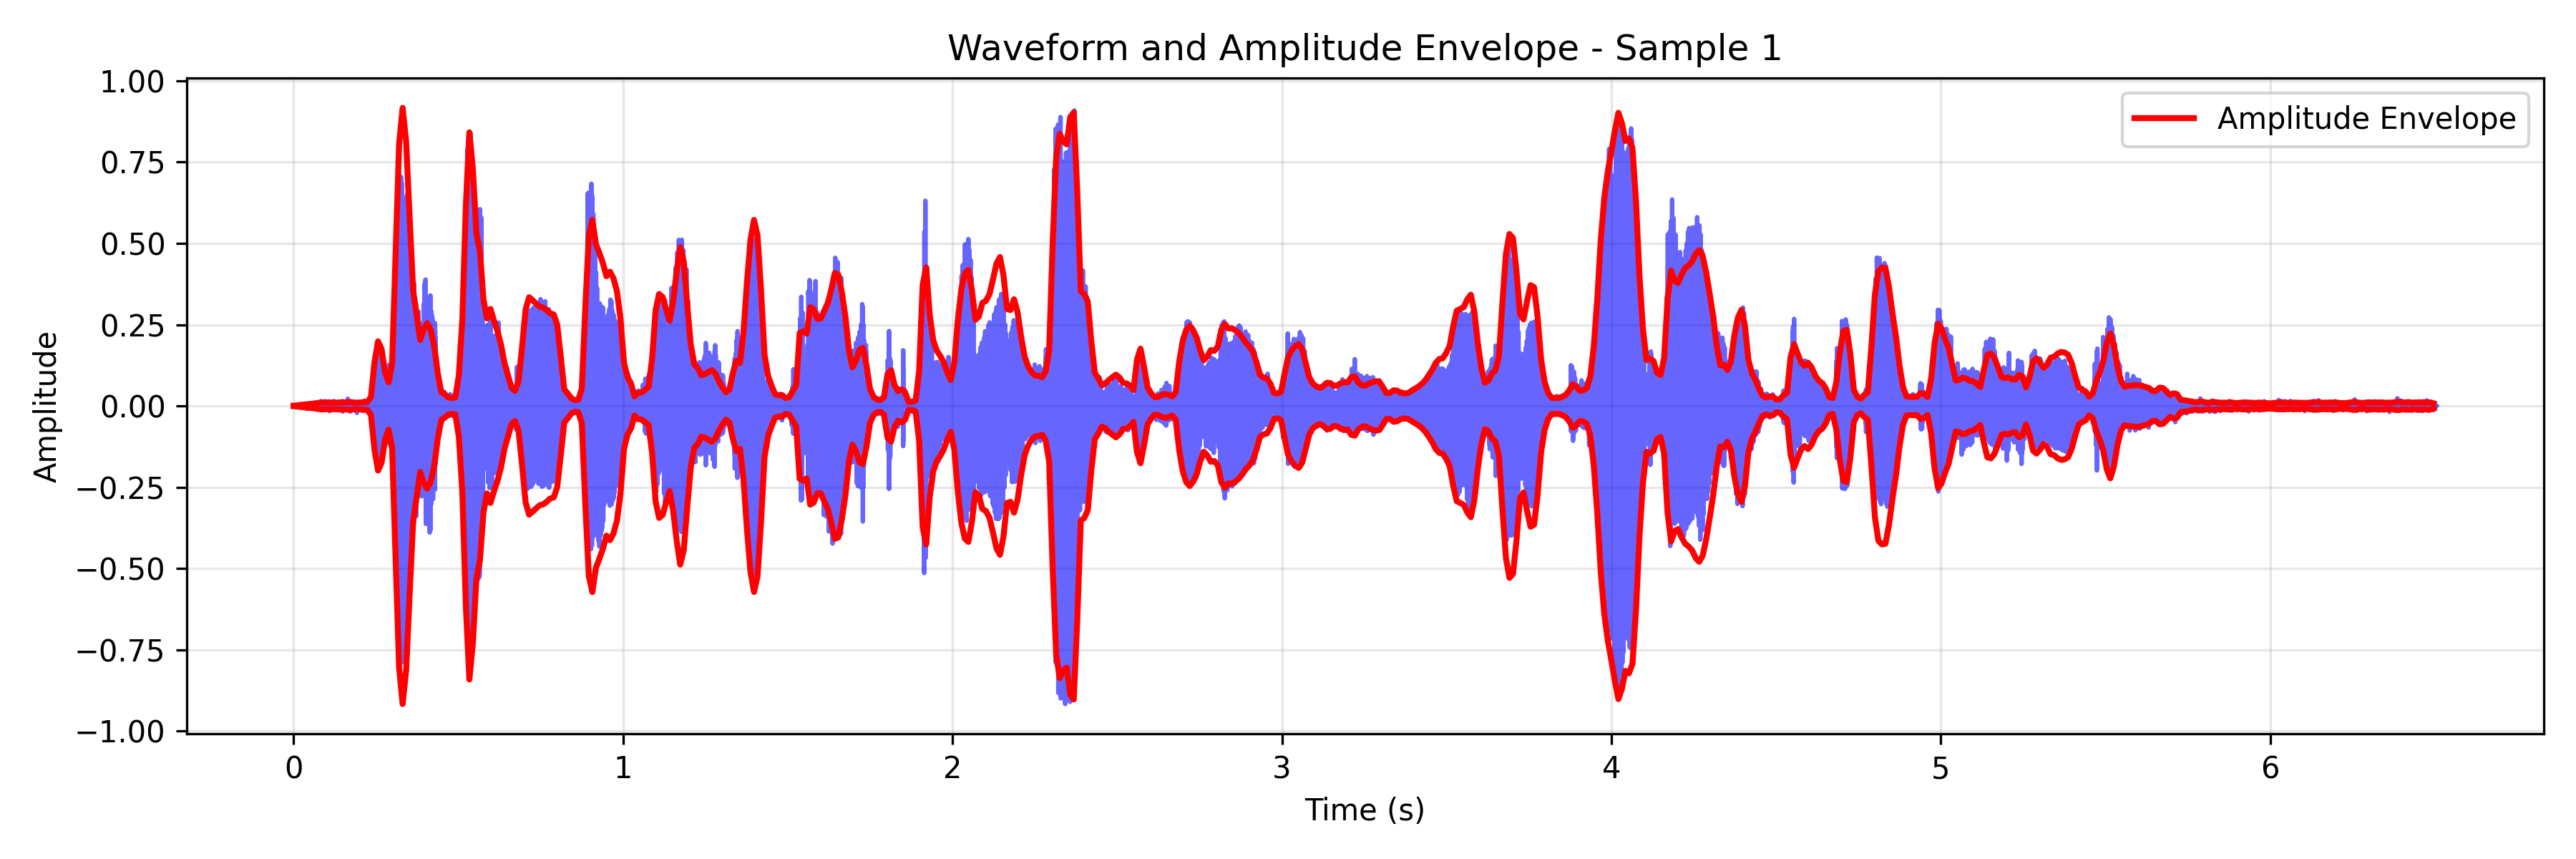 Waveform and Amplitude Envelope - Sample 1
Amplitude Envelope
1.00
0.75
0.50
0.25
0.00
−0.25
−0.50
−0.75
−1.00
Amplitude
0 1 2 3 4 5 6
Time (s)